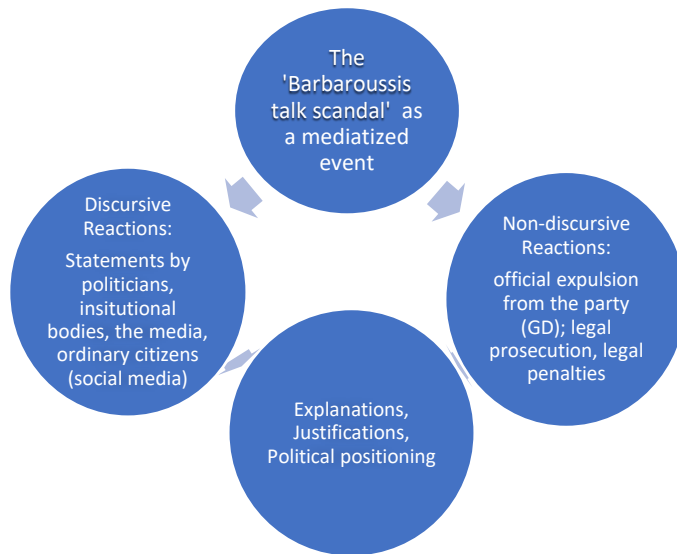 The
'Barbaroussis
talk scandal'  as
a mediatized
event
Discursive
Reactions:
Statements by
politicians,
insitutional
bodies, the media,
ordinary citizens
(social media)
Non-discursive
Reactions:
official expulsion
from the party
(GD); legal
prosecution, legal
penalties
Explanations,
Justifications,
Political positioning